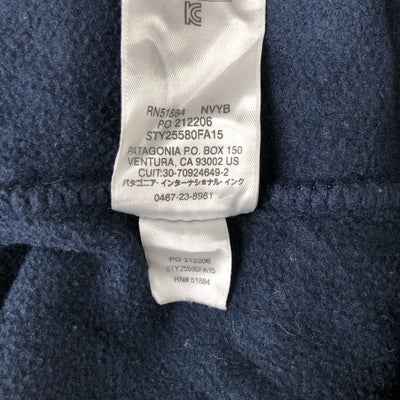 RN51884 NVYB
PO 212206
STY25580FA15
PATAGONIA P.O. BOX 150
VENTURA, CA 93002 US
CUIT:30-70924649-2
パタゴニア・インターナショナル・インク
0467-23-8961
PO 212206
STY25580FA15
RN# 51884